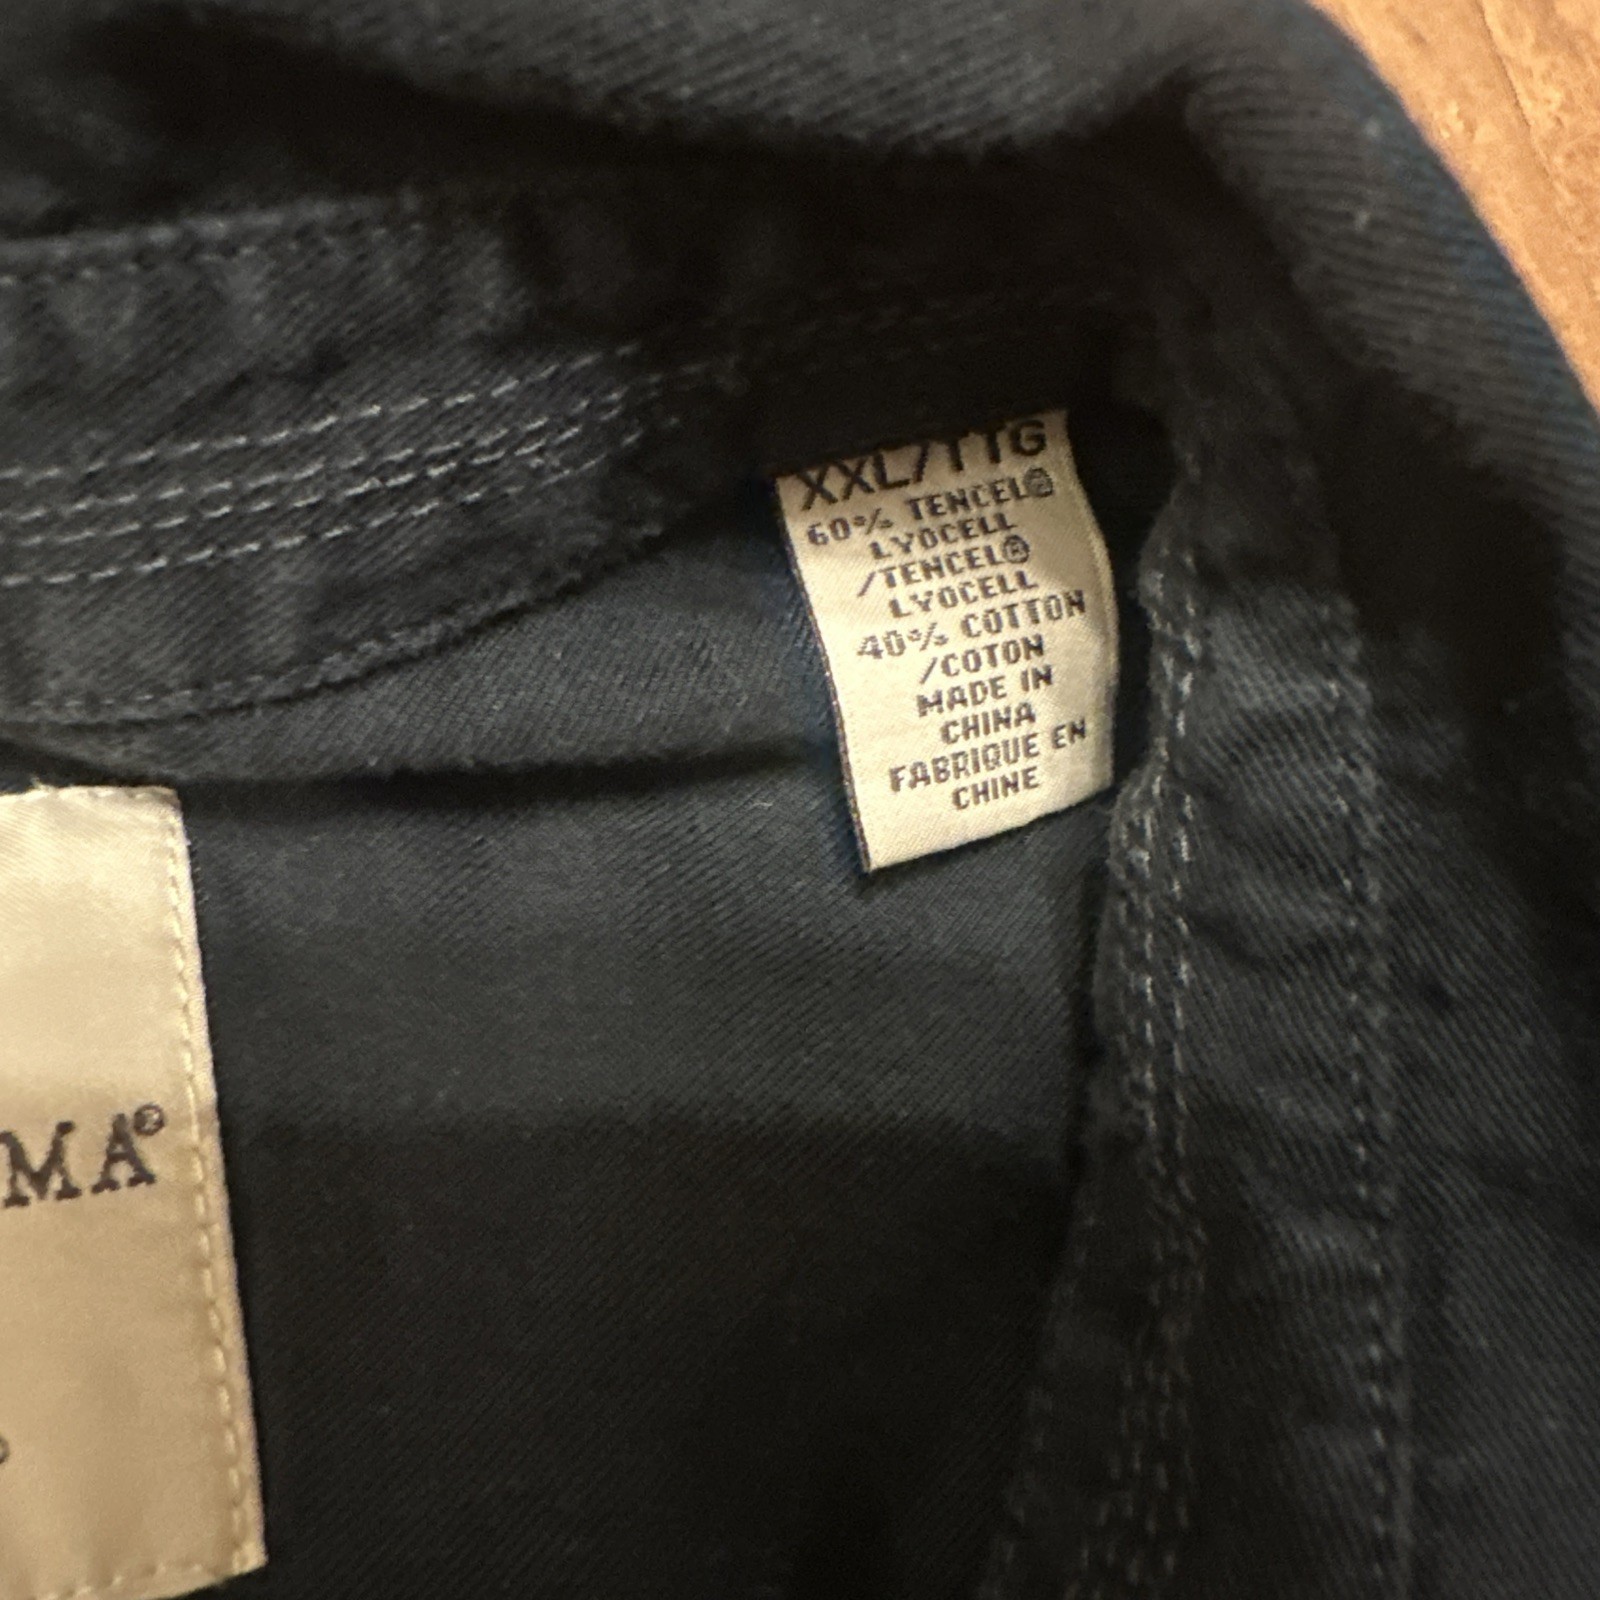 XXL/TTG
60% TENCEL®
LYOCELL
/TENCEL®
LYOCELL
40% COTTON
/COTON
MADE IN
CHINA
FABRIQUE EN
CHINE
MA®